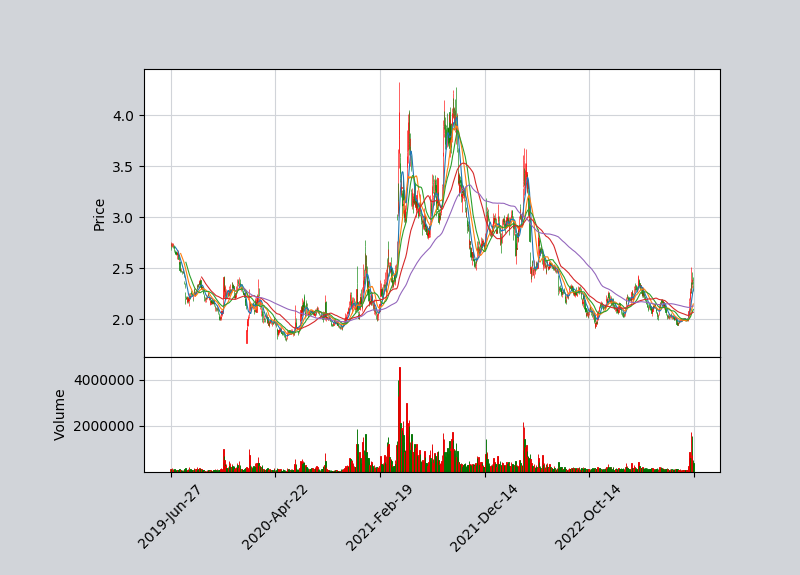 Price
4.0
3.5
3.0
2.5
2.0
Volume
4000000
2000000
2019-Jun-27
2020-Apr-22
2021-Feb-19
2021-Dec-14
2022-Oct-14